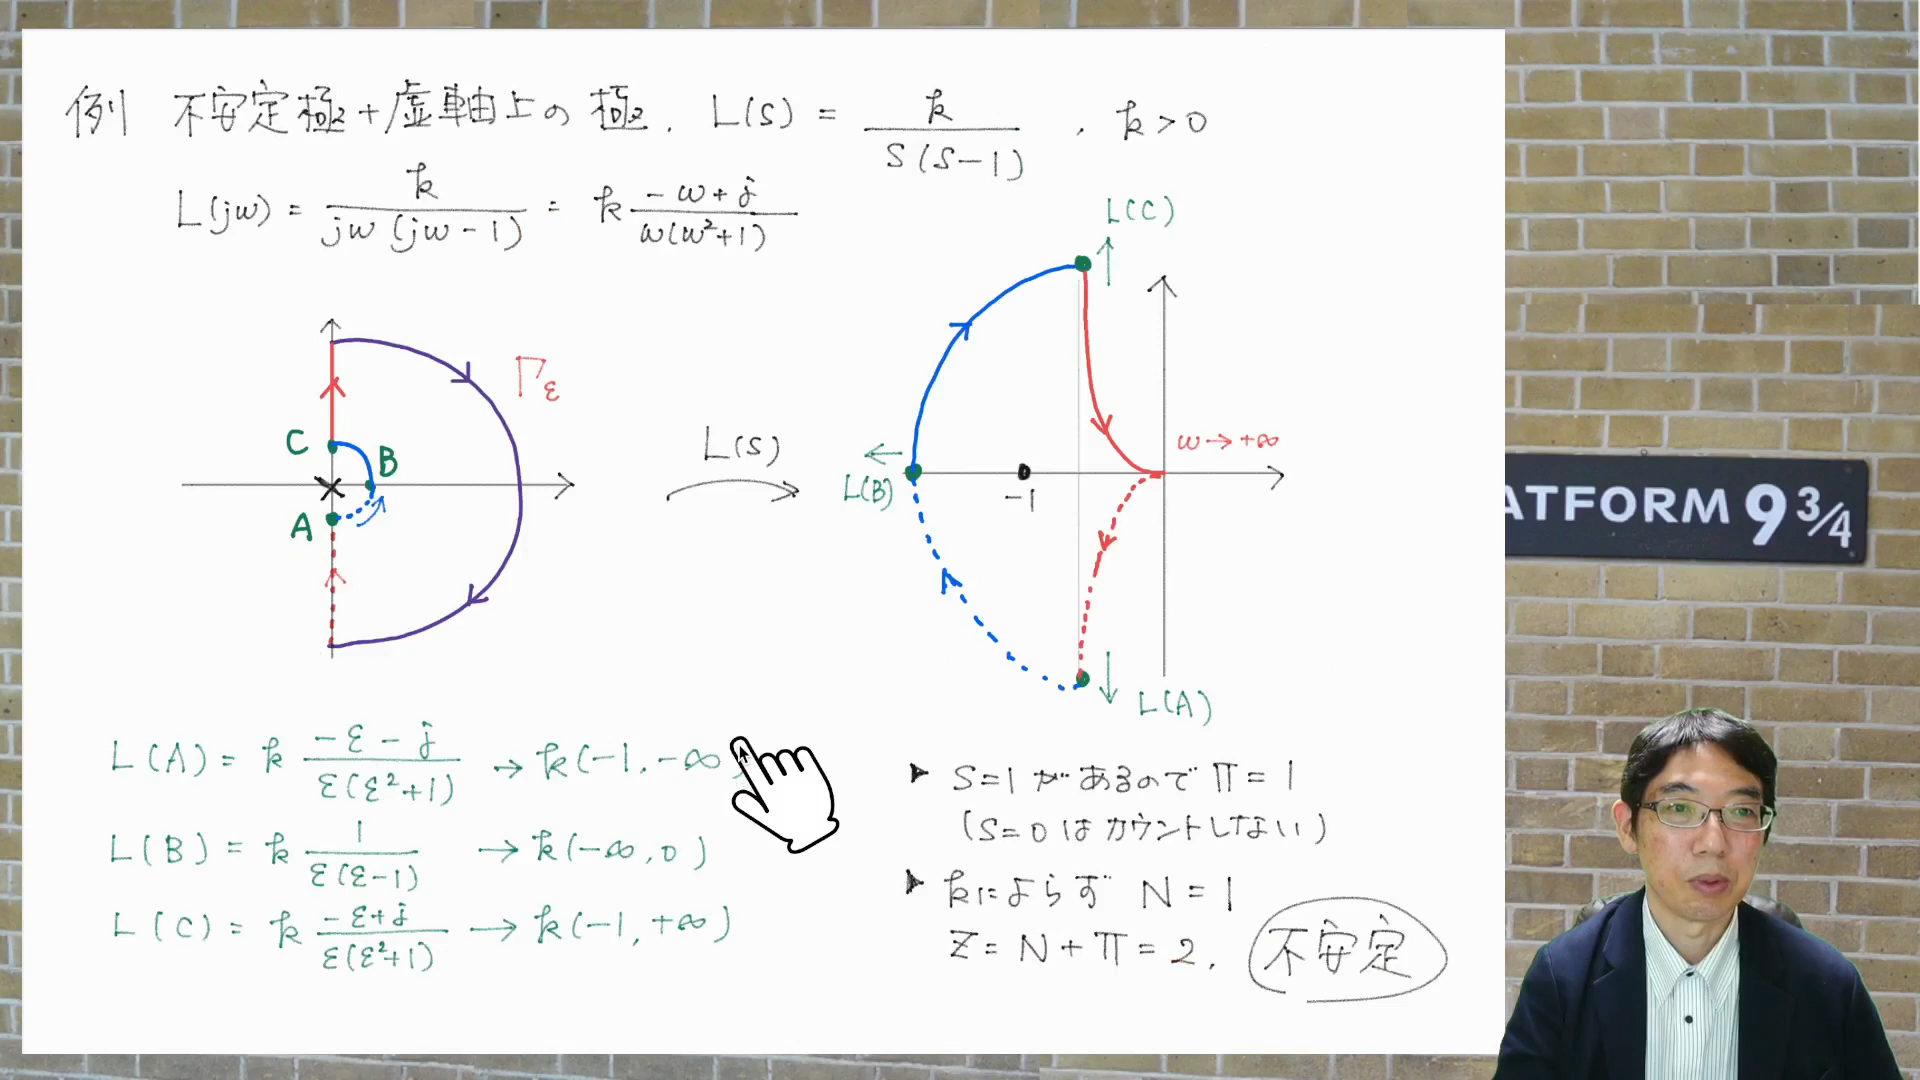 例 不安定極+虚軸上の極, L(s) = k / s(s-1) , k > 0
L(jω) = k / jω(jω-1) = k (-ω+j) / ω(ω²+1)
L(C)
Γε
C
B
A
L(s)
ω→+∞
L(B)
-1
L(A)
L(A) = k (-ε-j) / ε(ε²+1) → k(-1, -∞
L(B) = k 1 / ε(ε-1) → k(-∞, 0)
L(C) = k (-ε+j) / ε(ε²+1) → k(-1, +∞)
▶ s=1 があるので Π = 1
(s=0 はカウントしない)
▶ kによらず N = 1
Z = N + Π = 2, 不安定
ATFORM 9 3/4